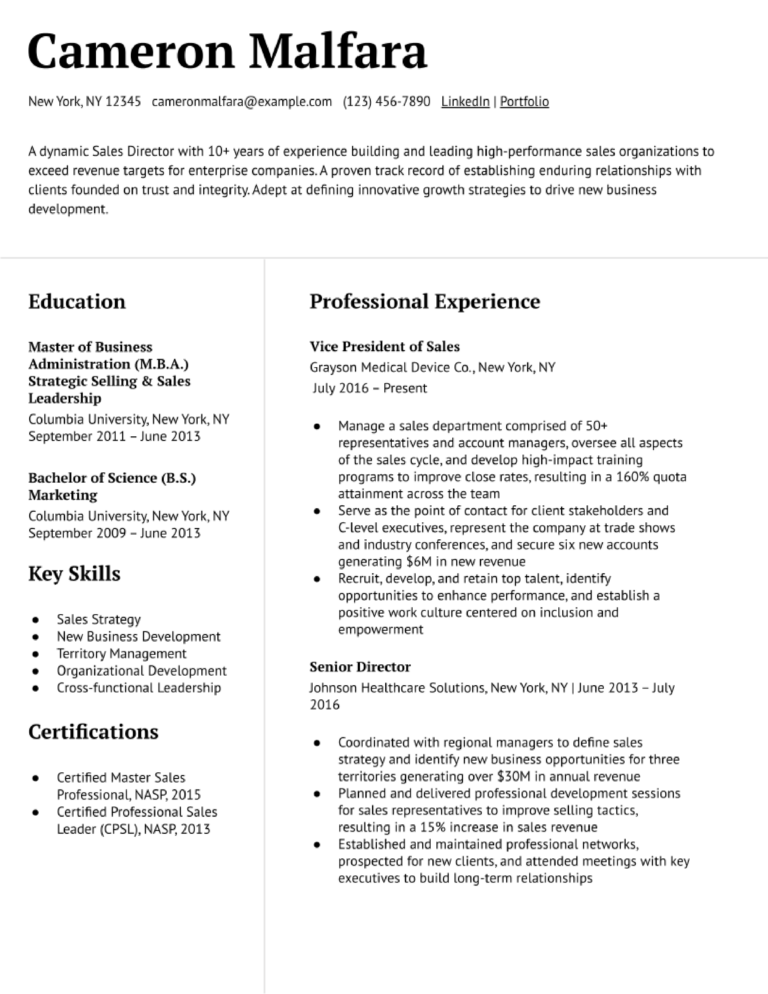 Cameron Malfara
New York, NY 12345 cameronmalfara@example.com (123) 456-7890 LinkedIn | Portfolio
A dynamic Sales Director with 10+ years of experience building and leading high-performance sales organizations to
exceed revenue targets for enterprise companies. A proven track record of establishing enduring relationships with
clients founded on trust and integrity. Adept at defining innovative growth strategies to drive new business
development.
Education
Master of Business
Administration (M.B.A.)
Strategic Selling & Sales
Leadership
Columbia University, New York, NY
September 2011 – June 2013
Bachelor of Science (B.S.)
Marketing
Columbia University, New York, NY
September 2009 – June 2013
Key Skills
● Sales Strategy
● New Business Development
● Territory Management
● Organizational Development
● Cross-functional Leadership
Certifications
● Certified Master Sales
Professional, NASP, 2015
● Certified Professional Sales
Leader (CPSL), NASP, 2013
Professional Experience
Vice President of Sales
Grayson Medical Device Co., New York, NY
July 2016 – Present
● Manage a sales department comprised of 50+
representatives and account managers, oversee all aspects
of the sales cycle, and develop high-impact training
programs to improve close rates, resulting in a 160% quota
attainment across the team
● Serve as the point of contact for client stakeholders and
C-level executives, represent the company at trade shows
and industry conferences, and secure six new accounts
generating $6M in new revenue
● Recruit, develop, and retain top talent, identify
opportunities to enhance performance, and establish a
positive work culture centered on inclusion and
empowerment
Senior Director
Johnson Healthcare Solutions, New York, NY | June 2013 – July
2016
● Coordinated with regional managers to define sales
strategy and identify new business opportunities for three
territories generating over $30M in annual revenue
● Planned and delivered professional development sessions
for sales representatives to improve selling tactics,
resulting in a 15% increase in sales revenue
● Established and maintained professional networks,
prospected for new clients, and attended meetings with key
executives to build long-term relationships